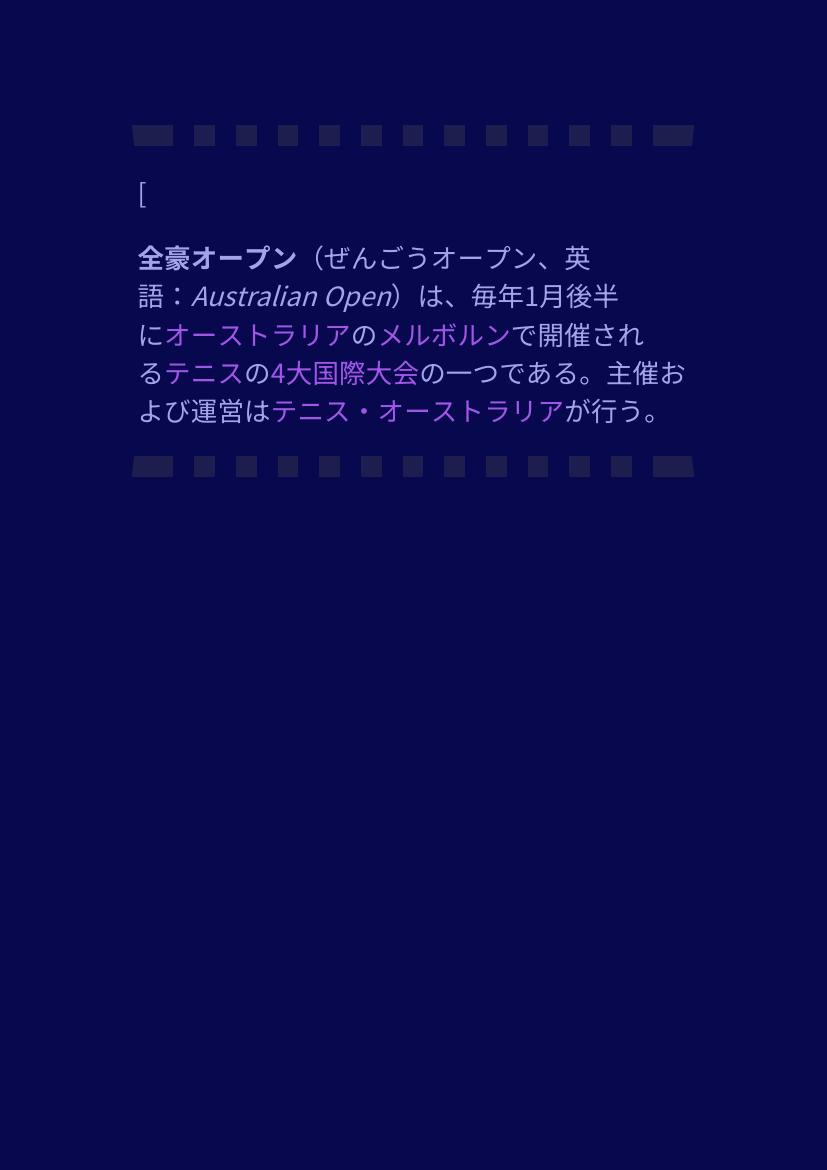 [
全豪オープン（ぜんごうオープン、英
語：Australian Open）は、毎年1月後半
にオーストラリアのメルボルンで開催され
るテニスの4大国際大会の一つである。主催お
よび運営はテニス・オーストラリアが行う。